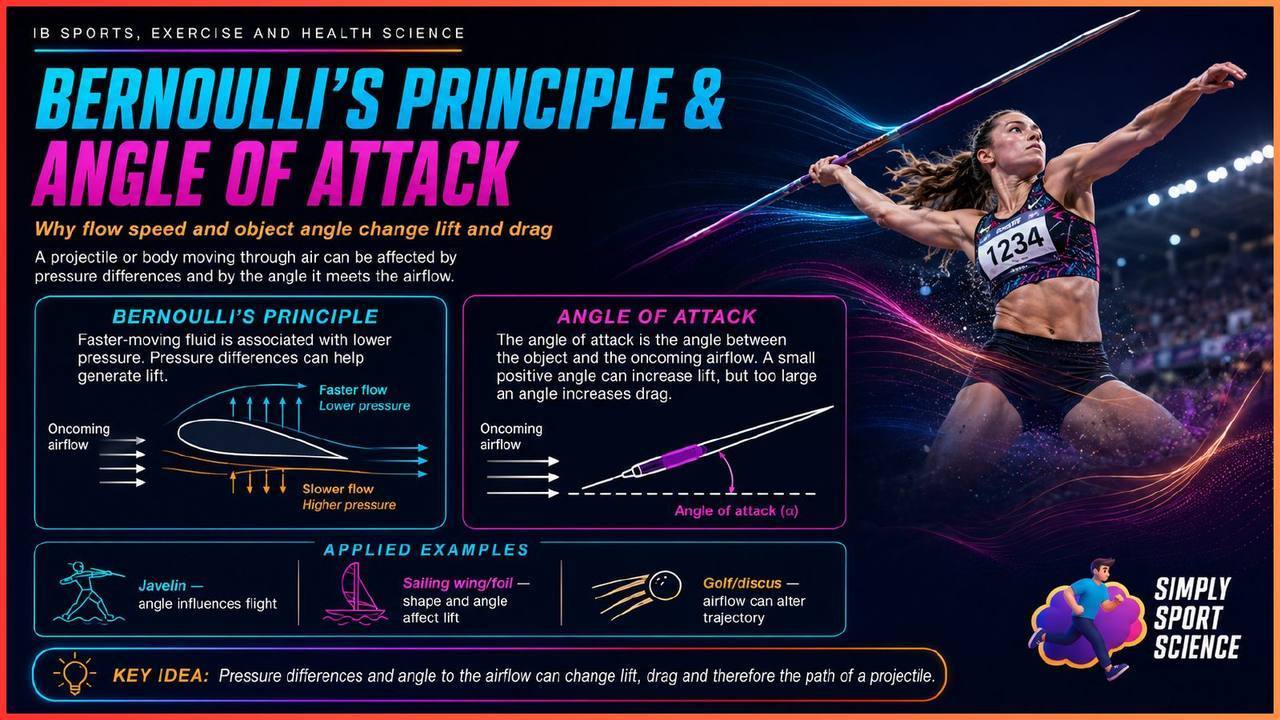 IB SPORTS, EXERCISE AND HEALTH SCIENCE
BERNOULLI'S PRINCIPLE &
ANGLE OF ATTACK
Why flow speed and object angle change lift and drag
A projectile or body moving through air can be affected by
pressure differences and by the angle it meets the airflow.
BERNOULLI'S PRINCIPLE
Faster-moving fluid is associated with lower
pressure. Pressure differences can help
generate lift.
Faster flow
Lower pressure
Oncoming
airflow
Slower flow
Higher pressure
ANGLE OF ATTACK
The angle of attack is the angle between
the object and the oncoming airflow. A small
positive angle can increase lift, but too large
an angle increases drag.
Oncoming
airflow
Angle of attack (α)
1234
APPLIED EXAMPLES
Javelin —
angle influences flight
Sailing wing/foil —
shape and angle
affect lift
Golf/discus —
airflow can alter
trajectory
KEY IDEA: Pressure differences and angle to the airflow can change lift, drag and therefore the path of a projectile.
SIMPLY
SPORT
SCIENCE